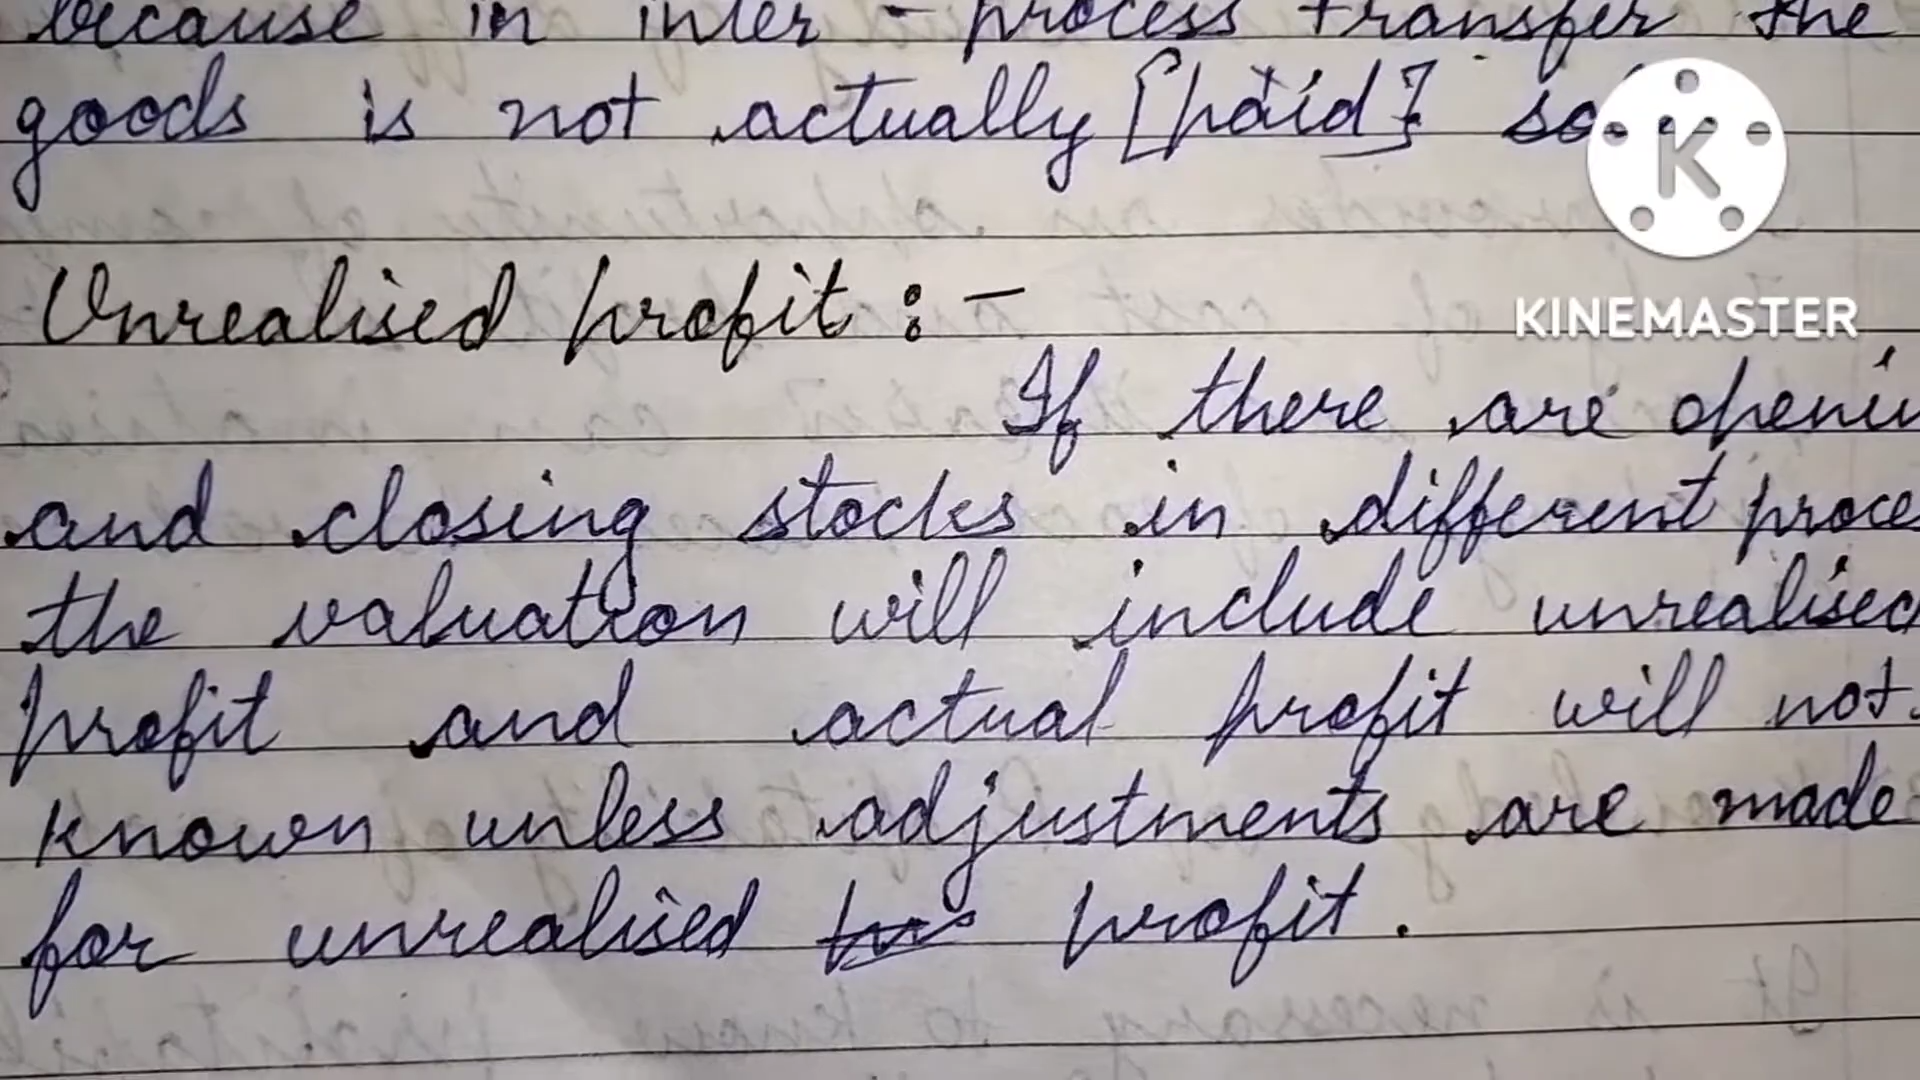 because in inter - process transfer the
goods is not actually [paid]
KINEMASTER
Unrealised profit :-
If there are openin
and closing stocks in different proce
the valuation will include unrealised
profit and actual profit will not
known unless adjustments are made
for unrealised profit.